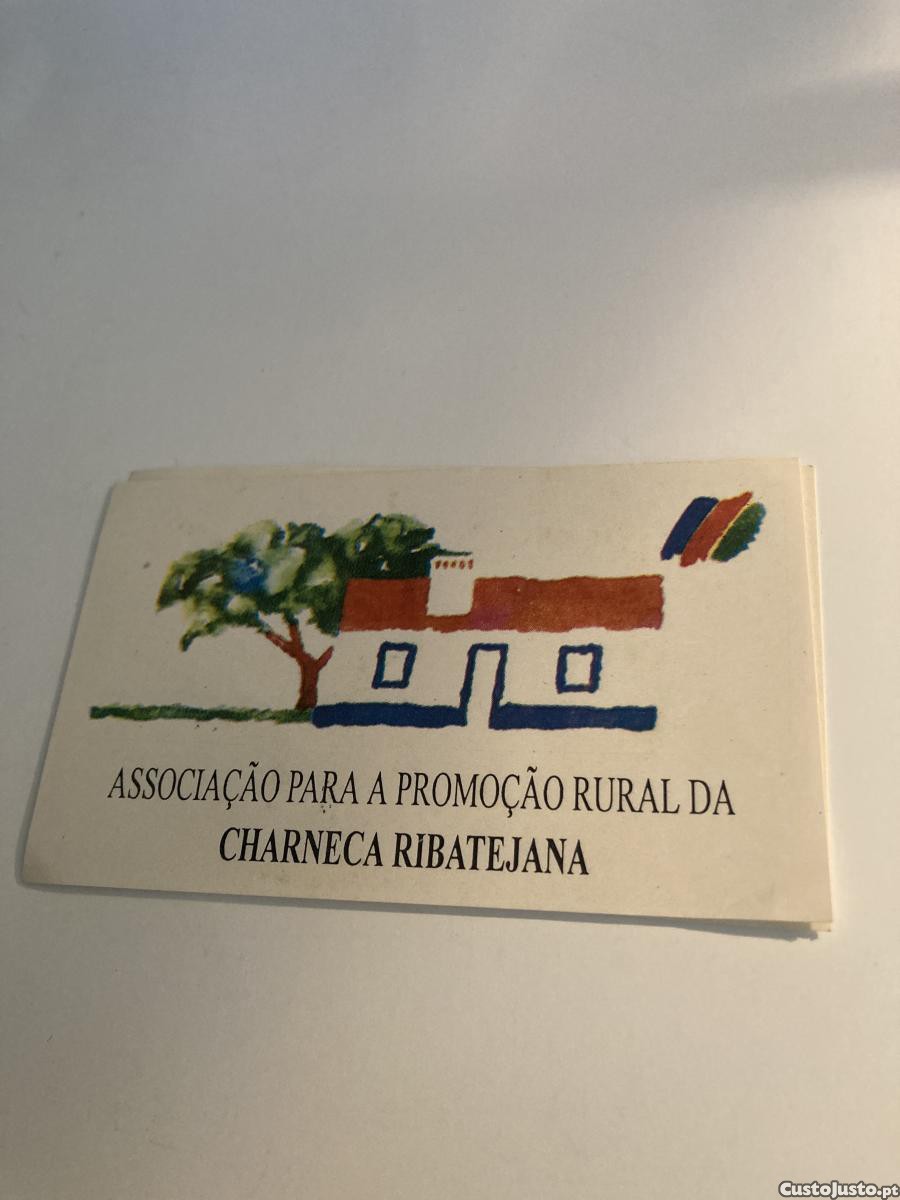 ASSOCIAÇÃO PARA A PROMOÇÃO RURAL DA
CHARNECA RIBATEJANA
CustoJusto.pt